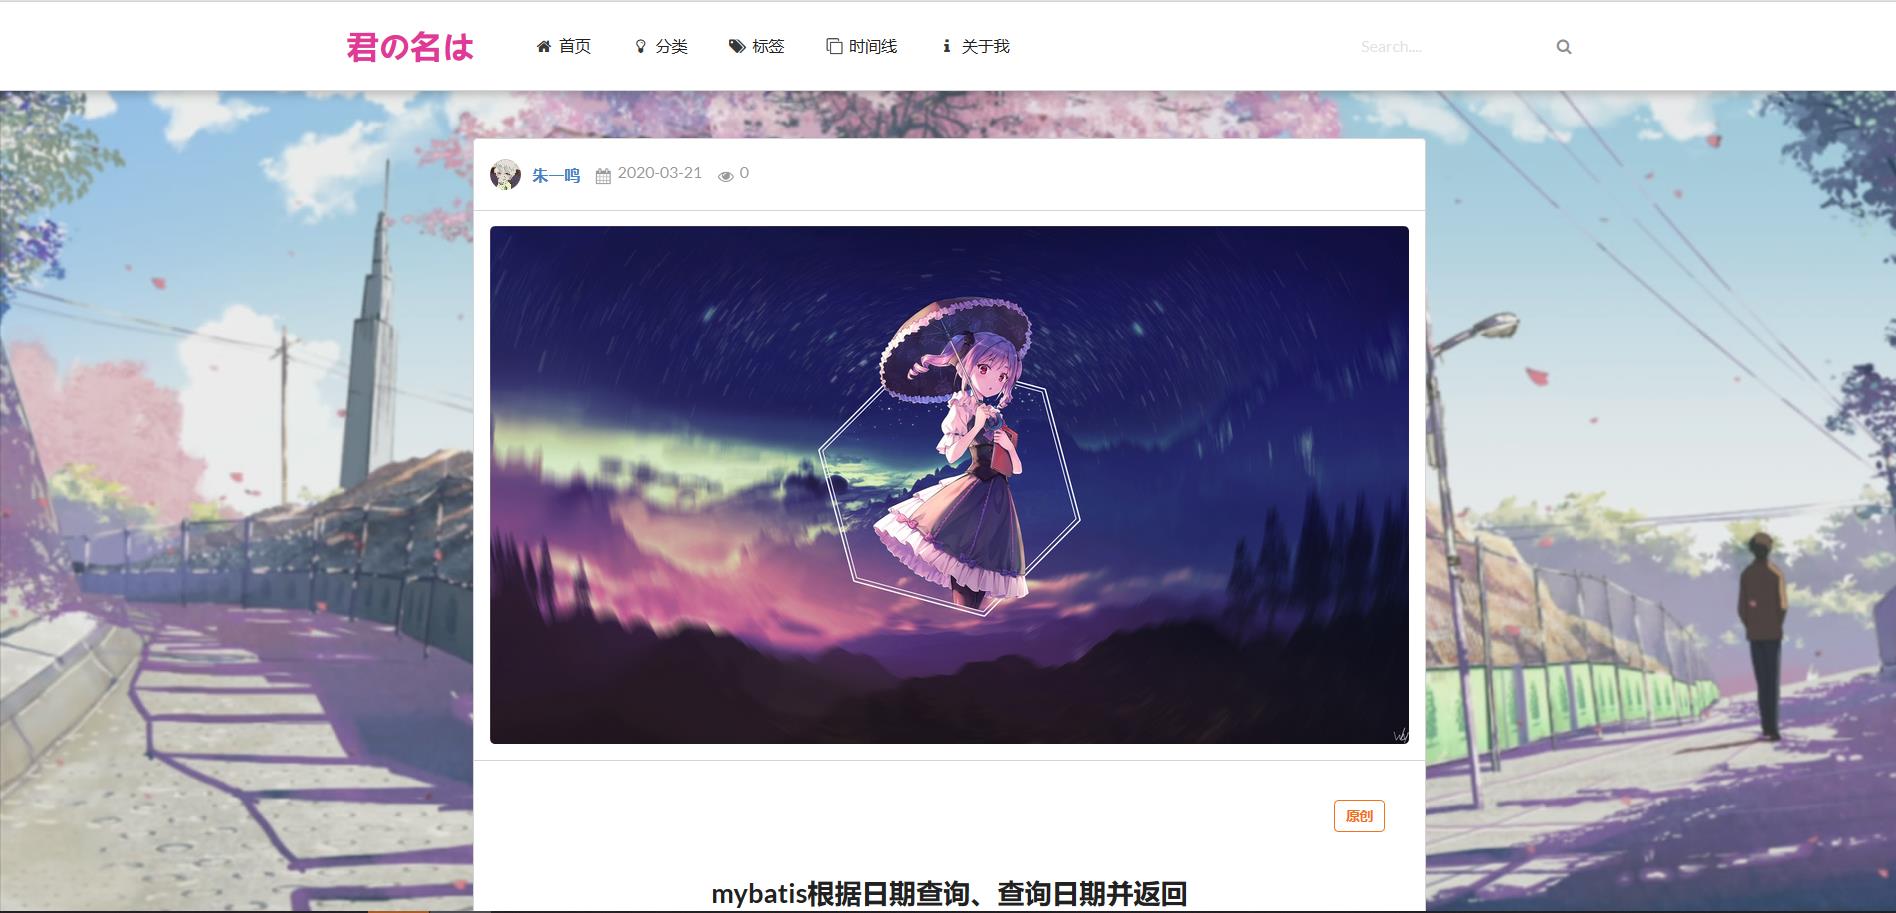 君の名は 首页 分类 标签 时间线 关于我 Search....
朱一鸣 2020-03-21 0
原创
mybatis根据日期查询、查询日期并返回